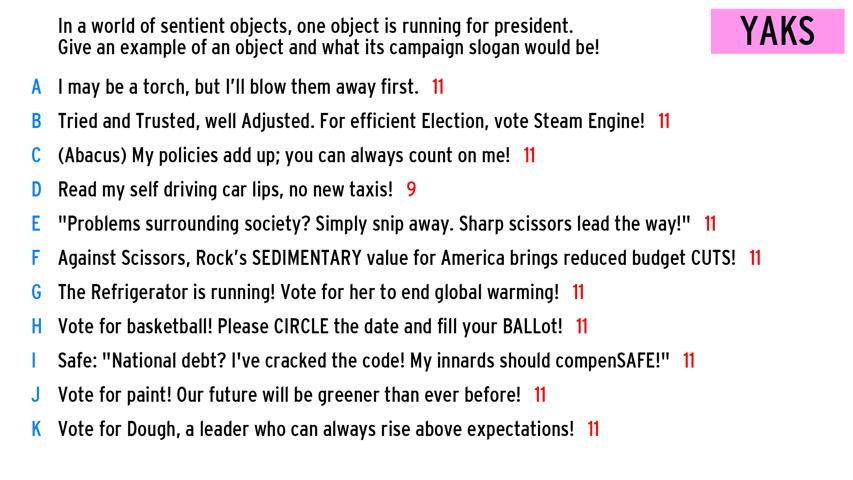 In a world of sentient objects, one object is running for president.
Give an example of an object and what its campaign slogan would be!
YAKS
A I may be a torch, but I'll blow them away first. 11
B Tried and Trusted, well Adjusted. For efficient Election, vote Steam Engine! 11
C (Abacus) My policies add up; you can always count on me! 11
D Read my self driving car lips, no new taxis! 9
E "Problems surrounding society? Simply snip away. Sharp scissors lead the way!" 11
F Against Scissors, Rock's SEDIMENTARY value for America brings reduced budget CUTS! 11
G The Refrigerator is running! Vote for her to end global warming! 11
H Vote for basketball! Please CIRCLE the date and fill your BALLot! 11
I Safe: "National debt? I've cracked the code! My innards should compenSAFE!" 11
J Vote for paint! Our future will be greener than ever before! 11
K Vote for Dough, a leader who can always rise above expectations! 11